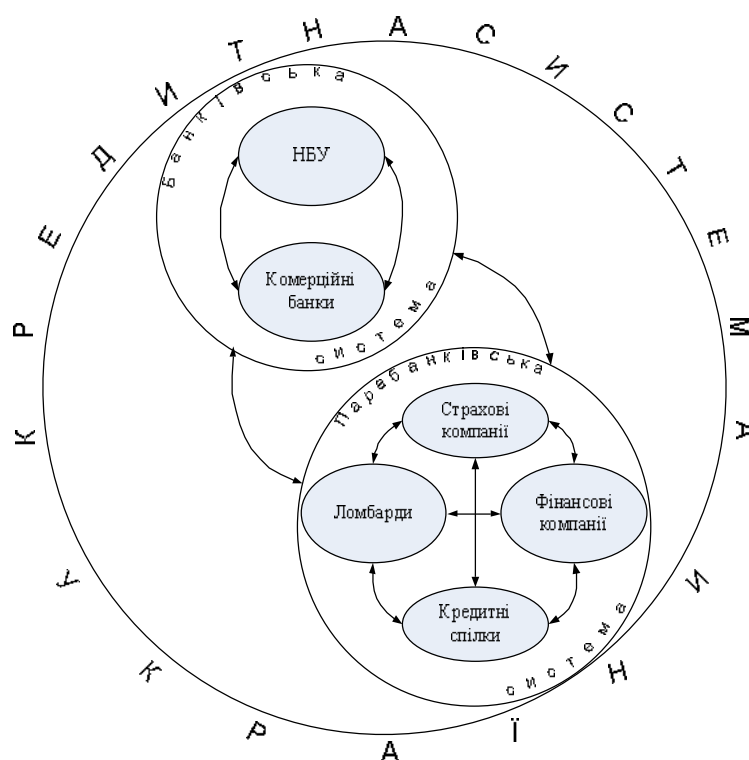 КРЕДИТНА СИСТЕМА УКРАЇНИ
Банківська система
НБУ
Комерційні
банки
Парабанківська система
Страхові
компанії
Ломбарди
Фінансові
компанії
Кредитні
спілки